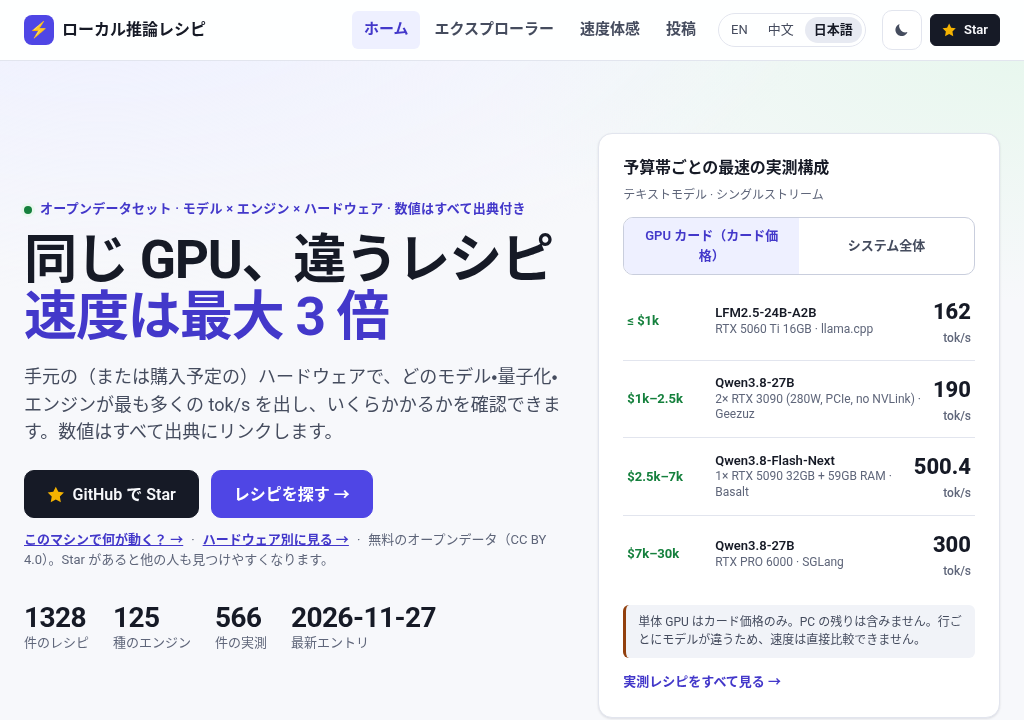 ローカル推論レシピ
ホーム
エクスプローラー
速度体感
投稿
EN
中文
日本語
Star
オープンデータセット · モデル × エンジン × ハードウェア · 数値はすべて出典付き
同じ GPU、違うレシピ
速度は最大 3 倍
手元の（または購入予定の）ハードウェアで、どのモデル・量子化・
エンジンが最も多くの tok/s を出し、いくらかかるかを確認できま
す。数値はすべて出典にリンクします。
GitHub で Star
レシピを探す →
このマシンで何が動く？ → · ハードウェア別に見る → · 無料のオープンデータ（CC BY
4.0）。Star があると他の人も見つけやすくなります。
1328
件のレシピ
125
種のエンジン
566
件の実測
2026-11-27
最新エントリ
予算帯ごとの最速の実測構成
テキストモデル · シングルストリーム
GPU カード（カード価
格）
システム全体
≤ $1k
LFM2.5-24B-A2B
RTX 5060 Ti 16GB · llama.cpp
162
tok/s
$1k–2.5k
Qwen3.8-27B
2× RTX 3090 (280W, PCIe, no NVLink) ·
Geezuz
190
tok/s
$2.5k–7k
Qwen3.8-Flash-Next
1× RTX 5090 32GB + 59GB RAM ·
Basalt
500.4
tok/s
$7k–30k
Qwen3.8-27B
RTX PRO 6000 · SGLang
300
tok/s
単体 GPU はカード価格のみ。PC の残りは含みません。行ご
とにモデルが違うため、速度は直接比較できません。
実測レシピをすべて見る →